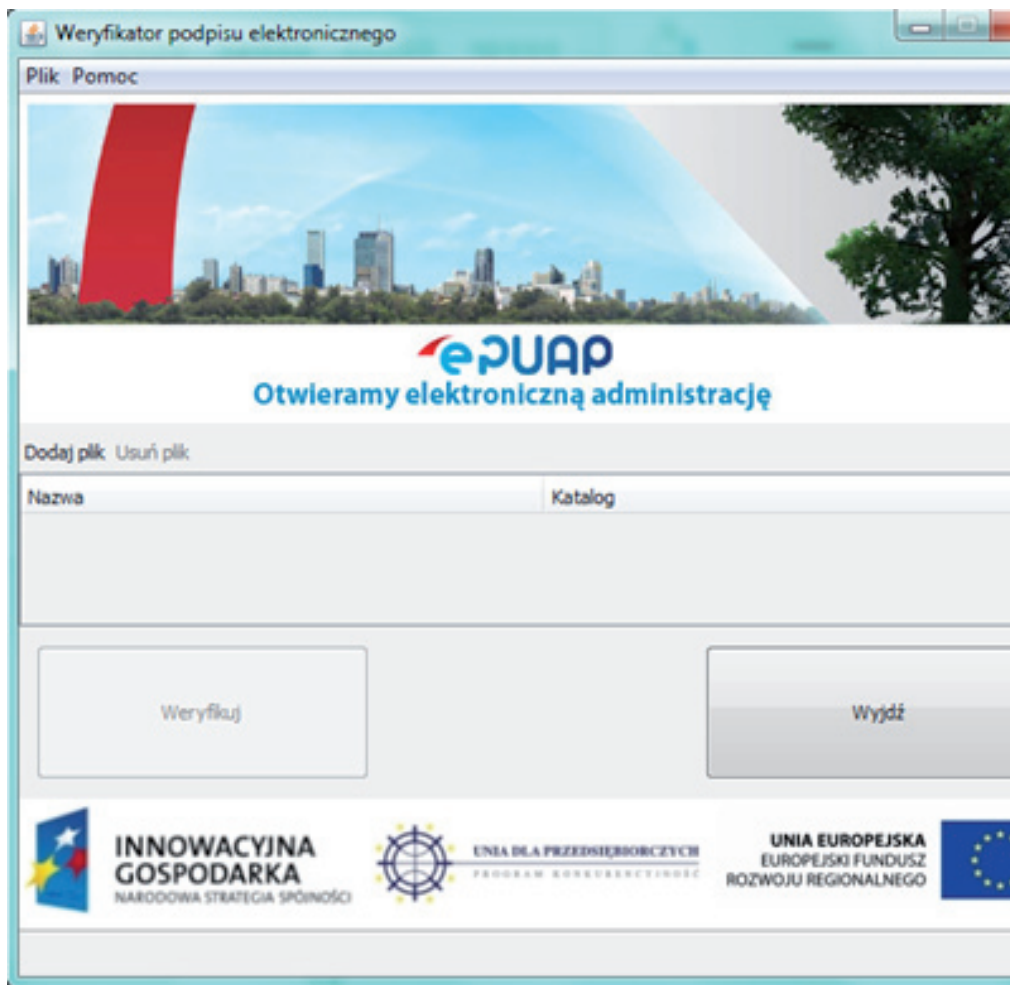 Weryfikator podpisu elektronicznego
Plik Pomoc
ePUAP
Otwieramy elektroniczną administrację
Dodaj plik Usuń plik
Nazwa Katalog
Weryfikuj Wyjdź
INNOWACYJNA
GOSPODARKA
NARODOWA STRATEGIA SPÓJNOŚCI
UNIA DLA PRZEDSIĘBIORCZYCH
PROGRAM KONKURENCYJNOŚĆ
UNIA EUROPEJSKA
EUROPEJSKI FUNDUSZ
ROZWOJU REGIONALNEGO